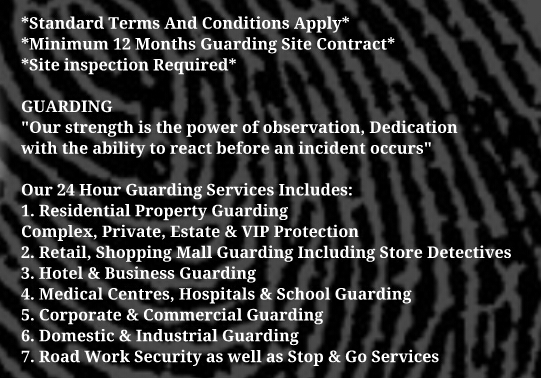 *Standard Terms And Conditions Apply*
*Minimum 12 Months Guarding Site Contract*
*Site inspection Required*
GUARDING
"Our strength is the power of observation, Dedication
with the ability to react before an incident occurs"
Our 24 Hour Guarding Services Includes:
1. Residential Property Guarding
Complex, Private, Estate & VIP Protection
2. Retail, Shopping Mall Guarding Including Store Detectives
3. Hotel & Business Guarding
4. Medical Centres, Hospitals & School Guarding
5. Corporate & Commercial Guarding
6. Domestic & Industrial Guarding
7. Road Work Security as well as Stop & Go Services